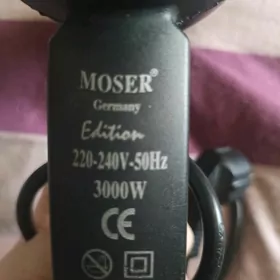 MOSER®
Germany
Edition
220-240V-50Hz
3000W
CE